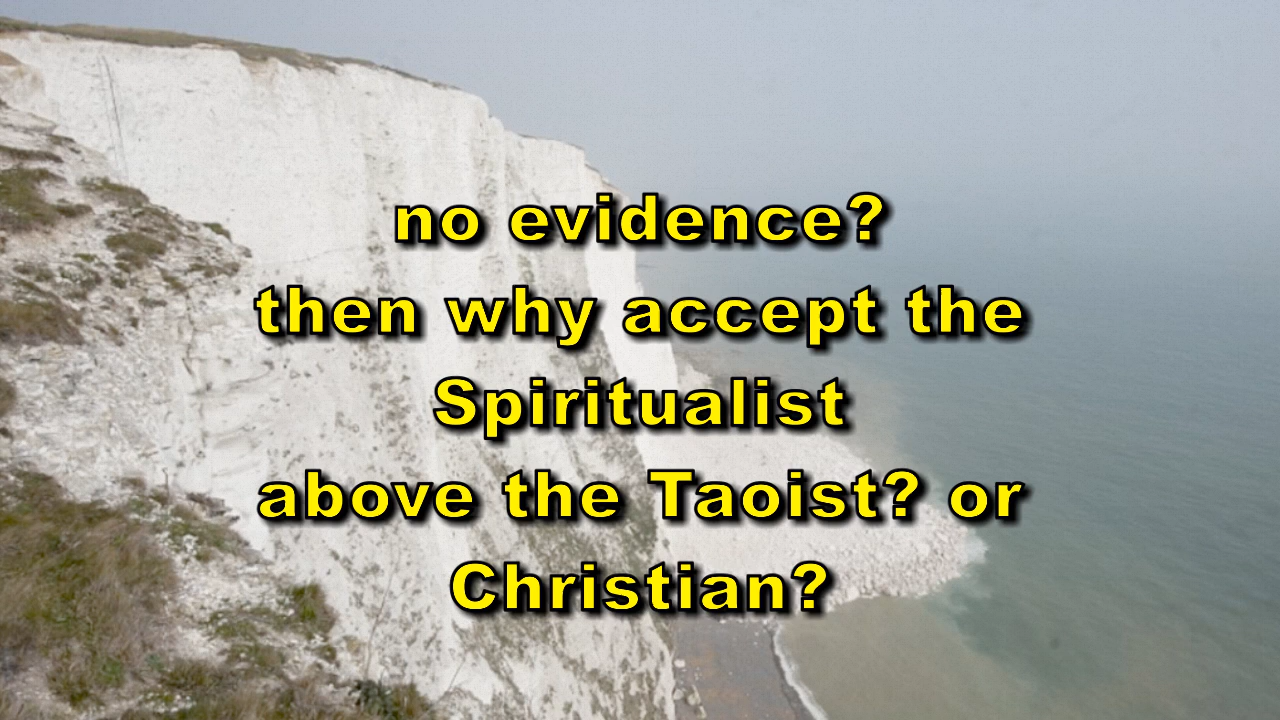 no evidence?
then why accept the
Spiritualist
above the Taoist? or
Christian?